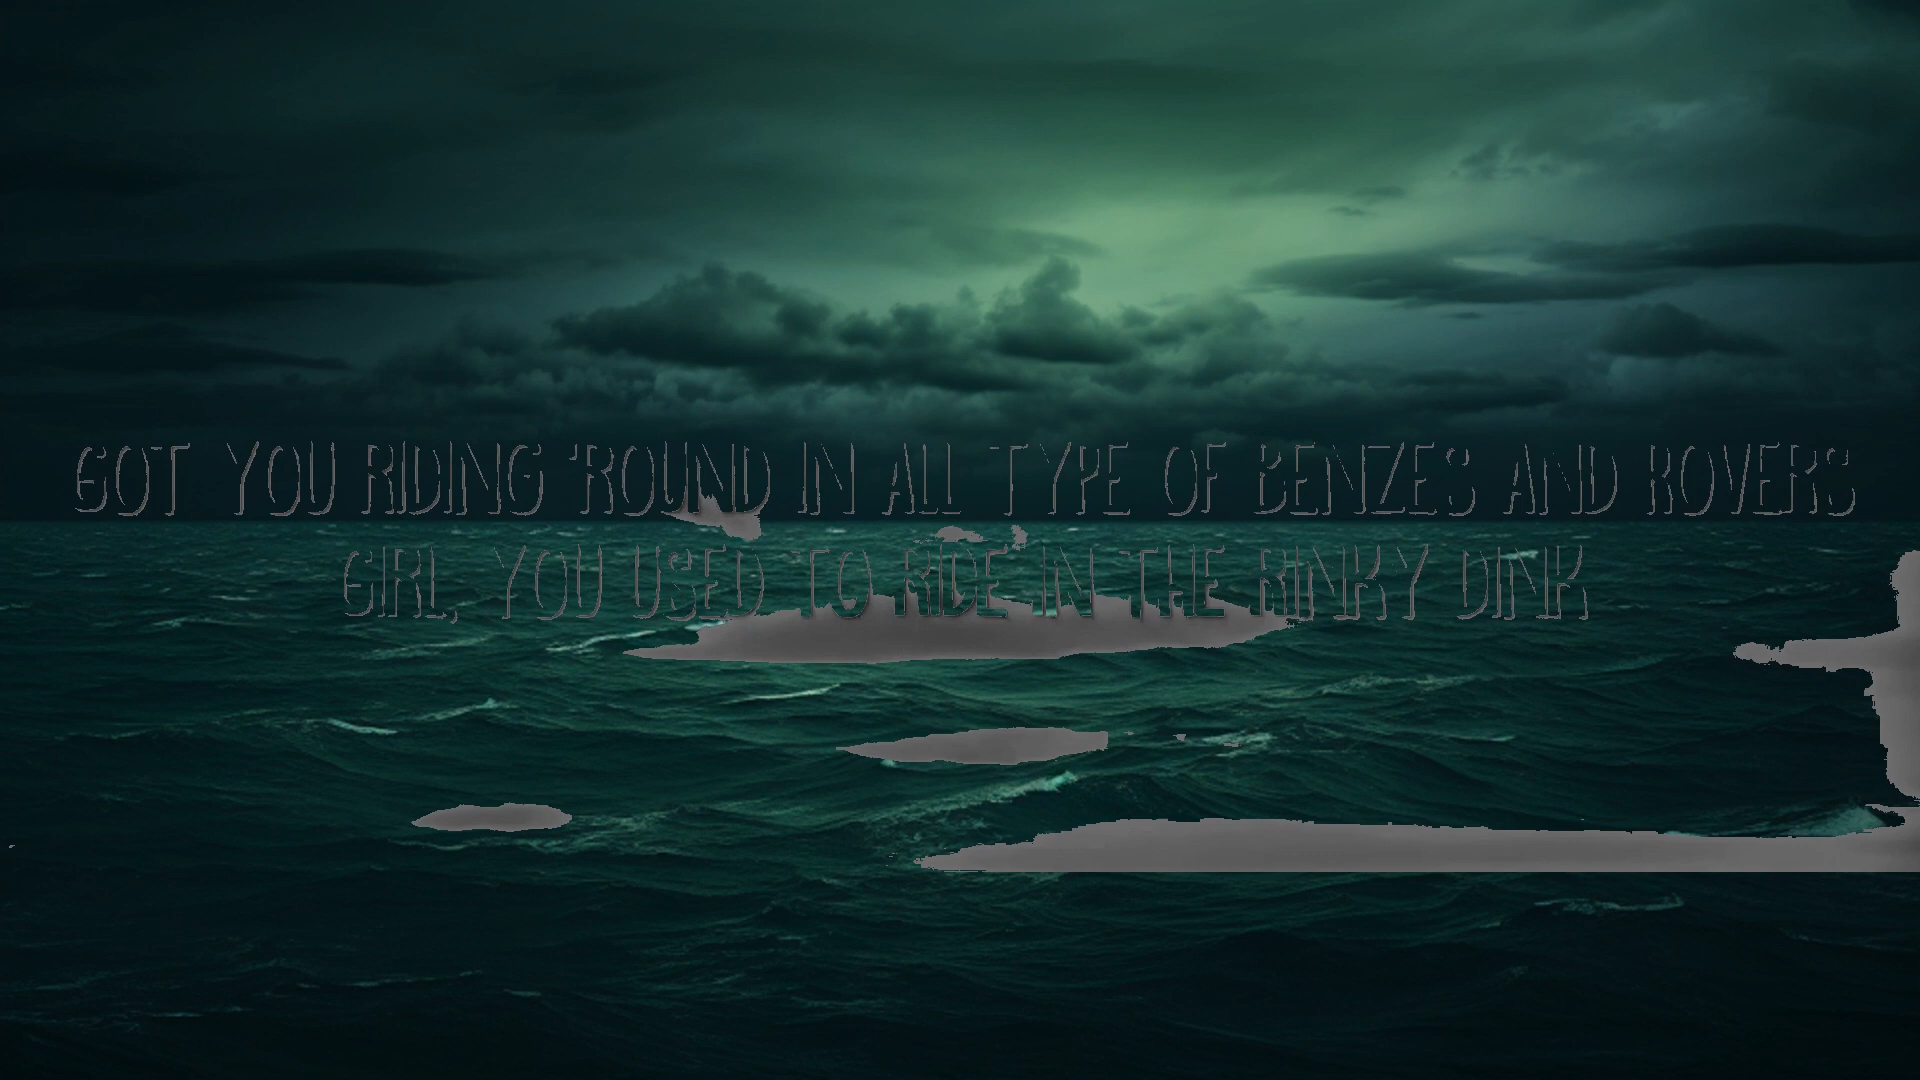 GOT YOU RIDING 'ROUND IN ALL TYPE OF BENZES AND ROVERS
GIRL, YOU USED TO RIDE IN THE RINKY DINK